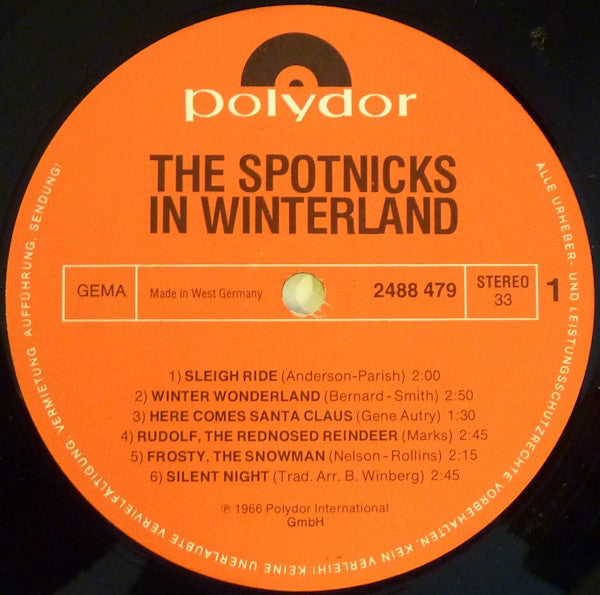 polydor
THE SPOTNICKS
IN WINTERLAND
GEMA
Made in West Germany
2488 479
STEREO
33
1
1) SLEIGH RIDE (Anderson-Parish) 2:00
2) WINTER WONDERLAND (Bernard-Smith) 2:50
3) HERE COMES SANTA CLAUS (Gene Autry) 1:30
4) RUDOLF, THE REDNOSED REINDEER (Marks) 2:45
5) FROSTY, THE SNOWMAN (Nelson-Rollins) 2:15
6) SILENT NIGHT (Trad. Arr. B. Winberg) 2:45
℗ 1966 Polydor International
GmbH
ALLE URHEBER- UND LEISTUNGSSCHUTZRECHTE VORBEHALTEN. KEIN VERLEIH! KEINE UNERLAUBTE VERVIELFÄLTIGUNG, VERMIETUNG, AUFFÜHRUNG, SENDUNG!